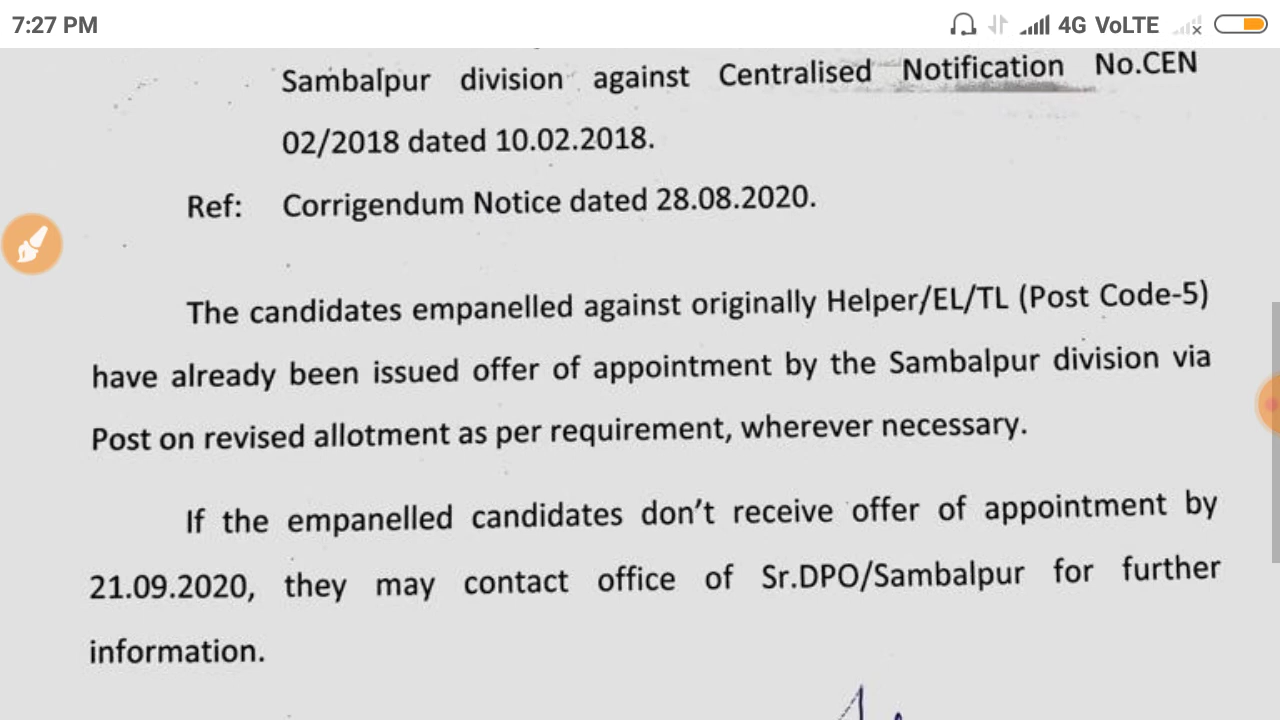 7:27 PM 4G VoLTE
Sambalpur division against Centralised Notification No.CEN
02/2018 dated 10.02.2018.
Ref: Corrigendum Notice dated 28.08.2020.
The candidates empanelled against originally Helper/EL/TL (Post Code-5)
have already been issued offer of appointment by the Sambalpur division via
Post on revised allotment as per requirement, wherever necessary.
If the empanelled candidates don't receive offer of appointment by
21.09.2020, they may contact office of Sr.DPO/Sambalpur for further
information.